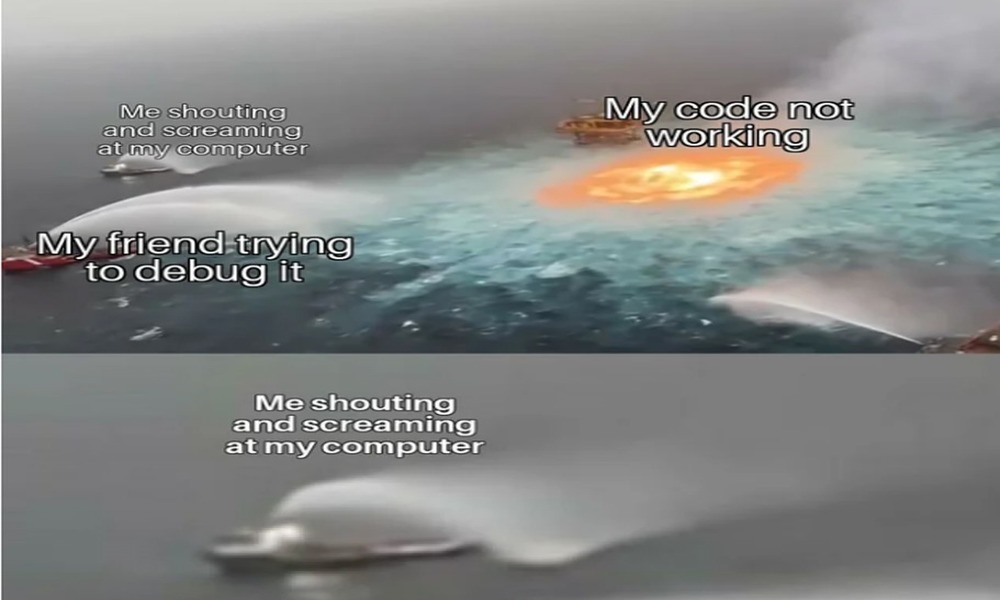 Me shouting
and screaming
at my computer
My code not
working
My friend trying
to debug it
Me shouting
and screaming
at my computer